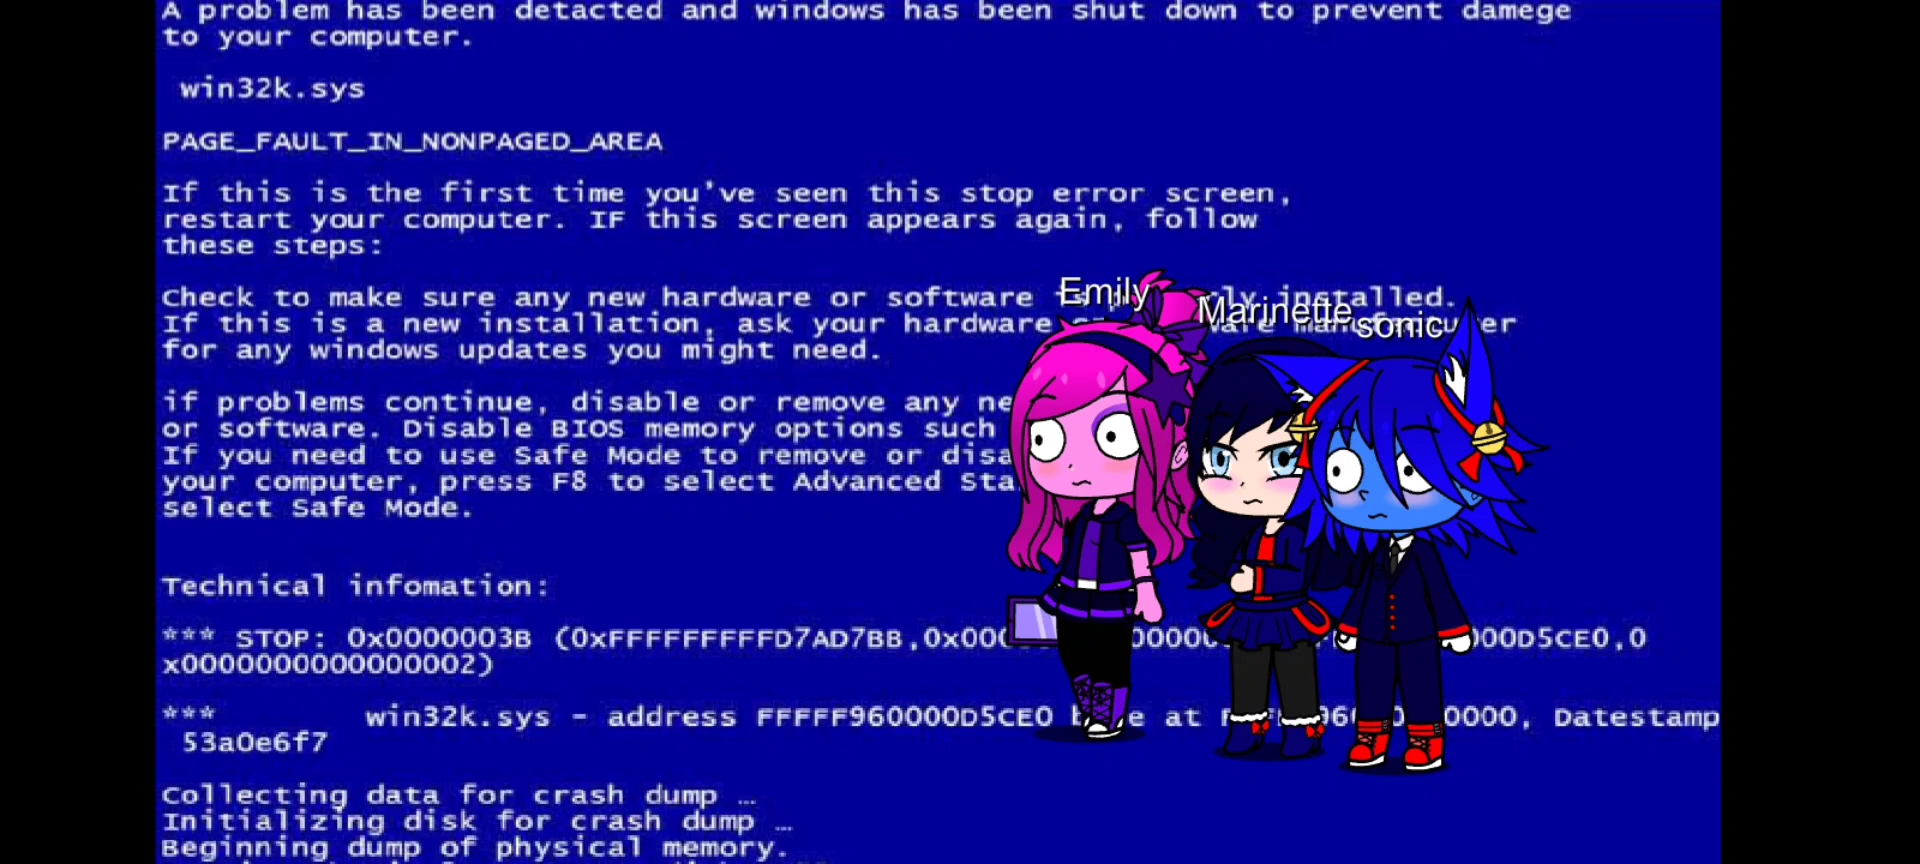 A problem has been detacted and windows has been shut down to prevent damege
to your computer.
win32k.sys
PAGE_FAULT_IN_NONPAGED_AREA
If this is the first time you've seen this stop error screen,
restart your computer. IF this screen appears again, follow
these steps:
Check to make sure any new hardware or software installed.
If this is a new installation, ask your hardware
for any windows updates you might need.
Emily
Marinette
sonic
if problems continue, disable or remove any
or software. Disable BIOS memory options such
If you need to use Safe Mode to remove or
your computer, press F8 to select Advanced
select Safe Mode.
Technical infomation:
*** STOP: 0x0000003B (0xFFFFFFFFFD7AD7BB,
x0000000000000002)
*** win32k.sys - address FFFFF960000D5CE0 at Datestamp
53a0e6f7
Collecting data for crash dump …
Initializing disk for crash dump …
Beginning dump of physical memory.